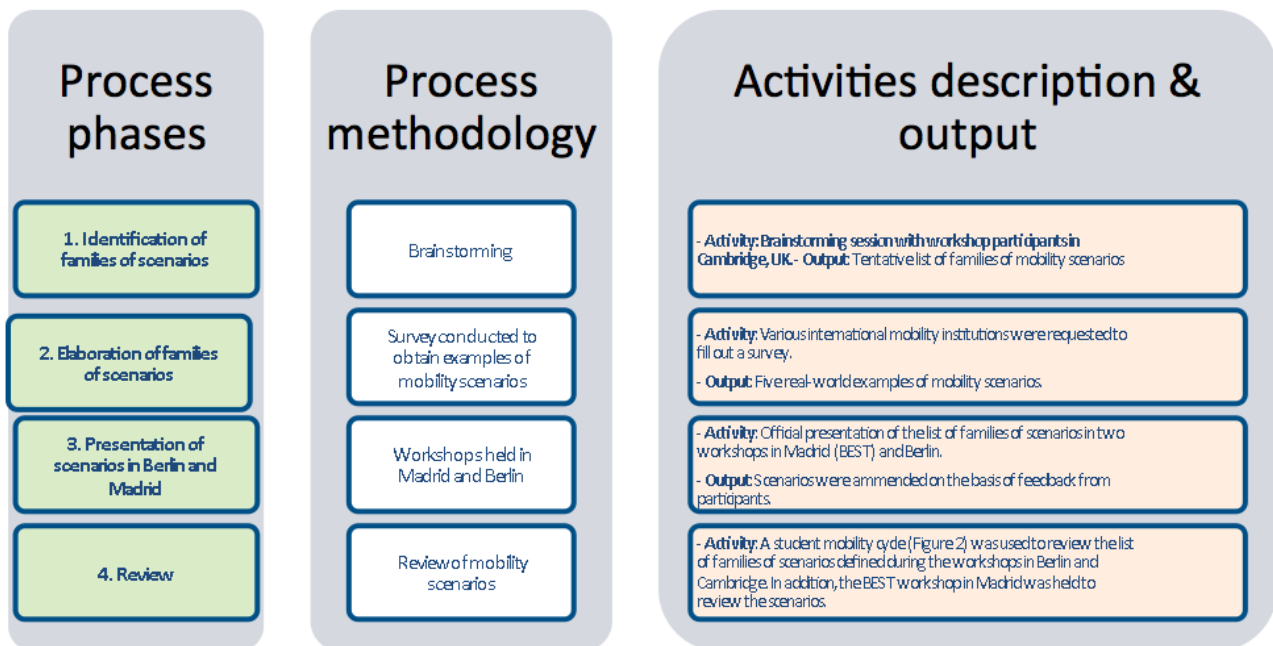 Process
phases
Process
methodology
Activities description &
output
1. Identification of
families of scenarios
Brainstorming
- Activity: Brainstorming session with workshop participants in
Cambridge, UK. - Output: Tentative list of families of mobility scenarios
2. Elaboration of families
of scenarios
Survey conducted to
obtain examples of
mobility scenarios
- Activity: Various international mobility institutions were requested to
fill out a survey.
- Output: Five real-world examples of mobility scenarios.
3. Presentation of
scenarios in Berlin and
Madrid
Workshops held in
Madrid and Berlin
- Activity: Official presentation of the list of families of scenarios in two
workshops: in Madrid (BEST) and Berlin.
- Output: Scenarios were ammended on the basis of feedback from
participants.
4. Review
Review of mobility
scenarios
- Activity: A student mobility cycle (Figure 2) was used to review the list
of families of scenarios defined during the workshops in Berlin and
Cambridge. In addition, the BEST workshop in Madrid was held to
review the scenarios.